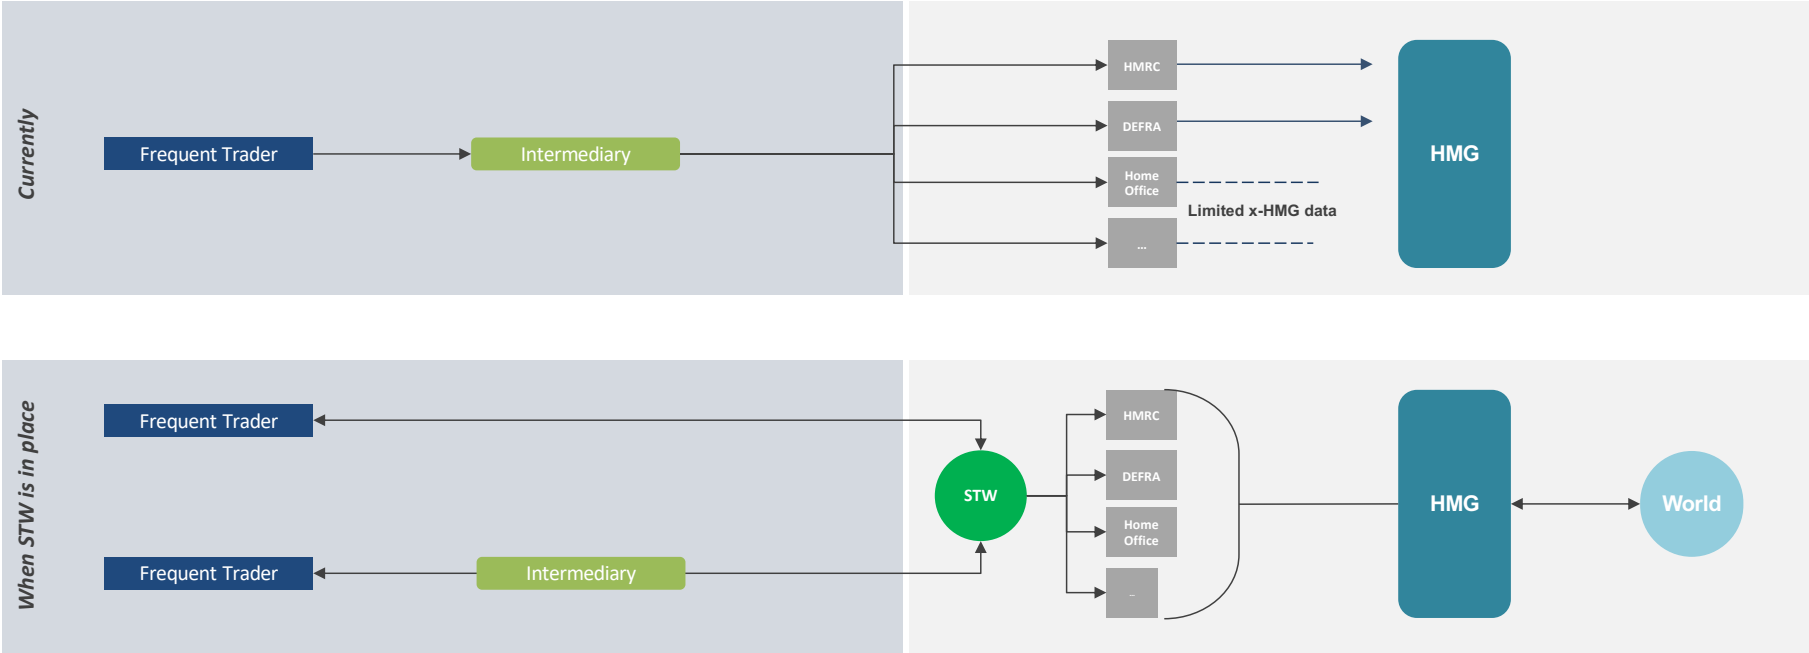 Currently
Frequent Trader
Intermediary
HMRC
DEFRA
Home
Office
...
Limited x-HMG data
HMG
When STW is in place
Frequent Trader
Frequent Trader
Intermediary
STW
HMRC
DEFRA
Home
Office
..
HMG
World